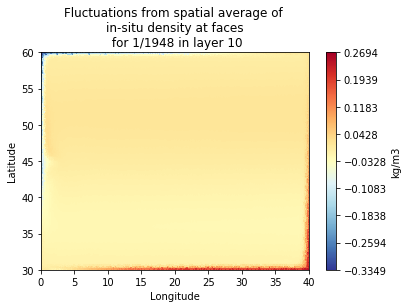 Fluctuations from spatial average of
in-situ density at faces
for 1/1948 in layer 10
60
55
50
45
40
35
30
Latitude
0 5 10 15 20 25 30 35 40
Longitude
0.2694
0.1939
0.1183
0.0428
−0.0328
−0.1083
−0.1838
−0.2594
−0.3349
kg/m3